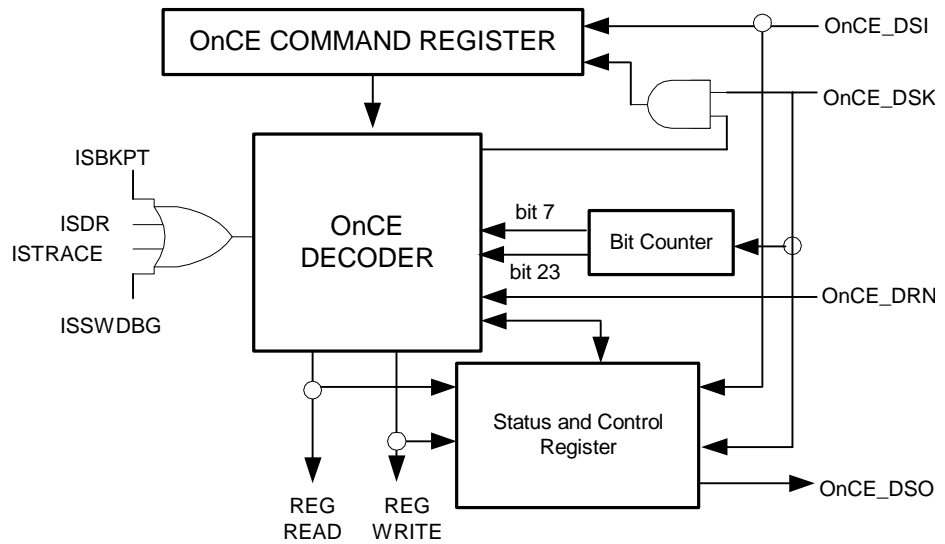 OnCE COMMAND REGISTER
OnCE_DSI
OnCE_DSK
ISBKPT
ISDR
ISTRACE
ISSWDBG
OnCE
DECODER
bit 7
bit 23
Bit Counter
OnCE_DRN
Status and Control
Register
OnCE_DSO
REG
READ
REG
WRITE